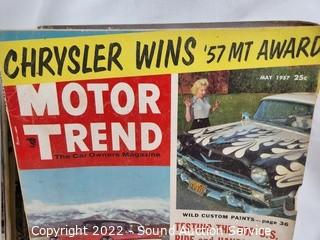 CHRYSLER WINS '57 MT AWARD
MAY 1957 25c
MOTOR
TREND
The Car Owners Magazine
WILD CUSTOM PAINTS—page 36
Copyright 2022 - Sound Auction Service